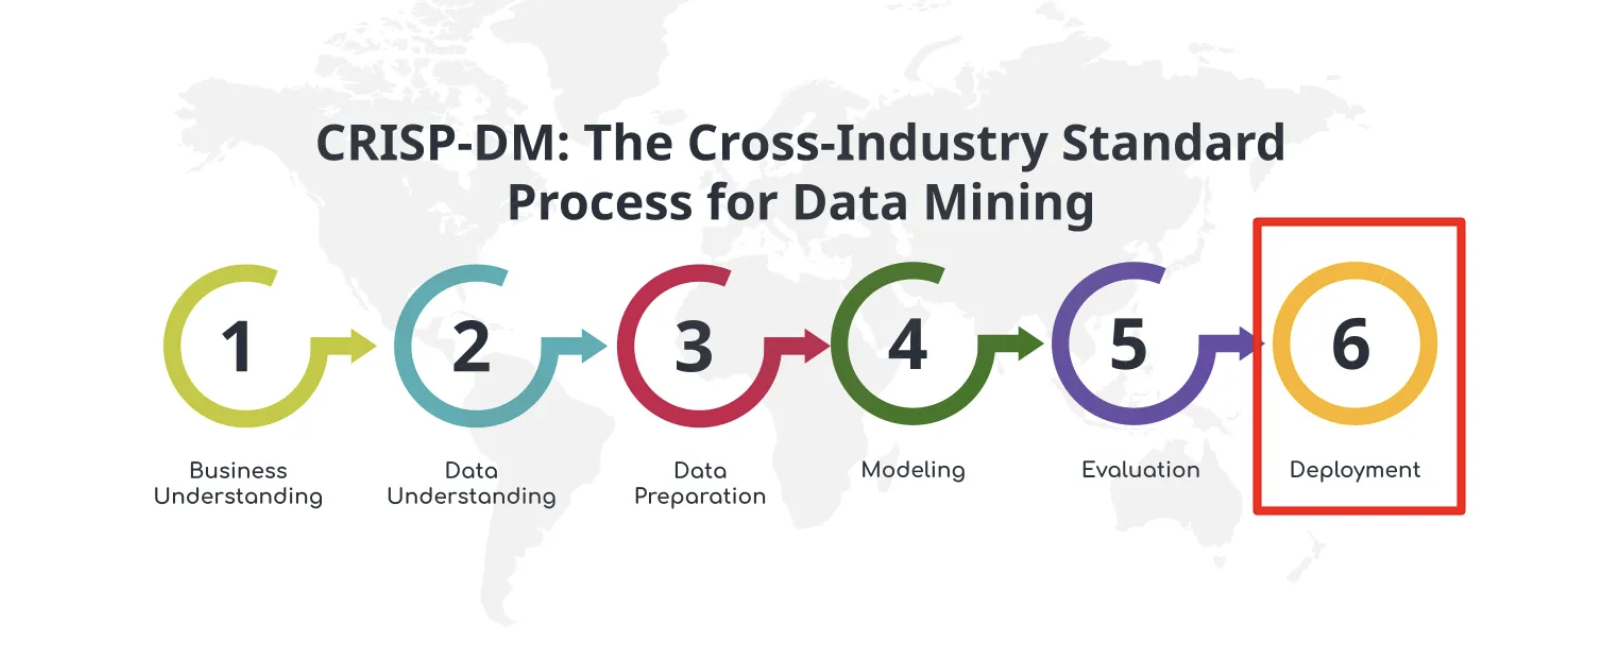 CRISP-DM: The Cross-Industry Standard
Process for Data Mining
1
2
3
4
5
6
Business
Understanding
Data
Understanding
Data
Preparation
Modeling
Evaluation
Deployment